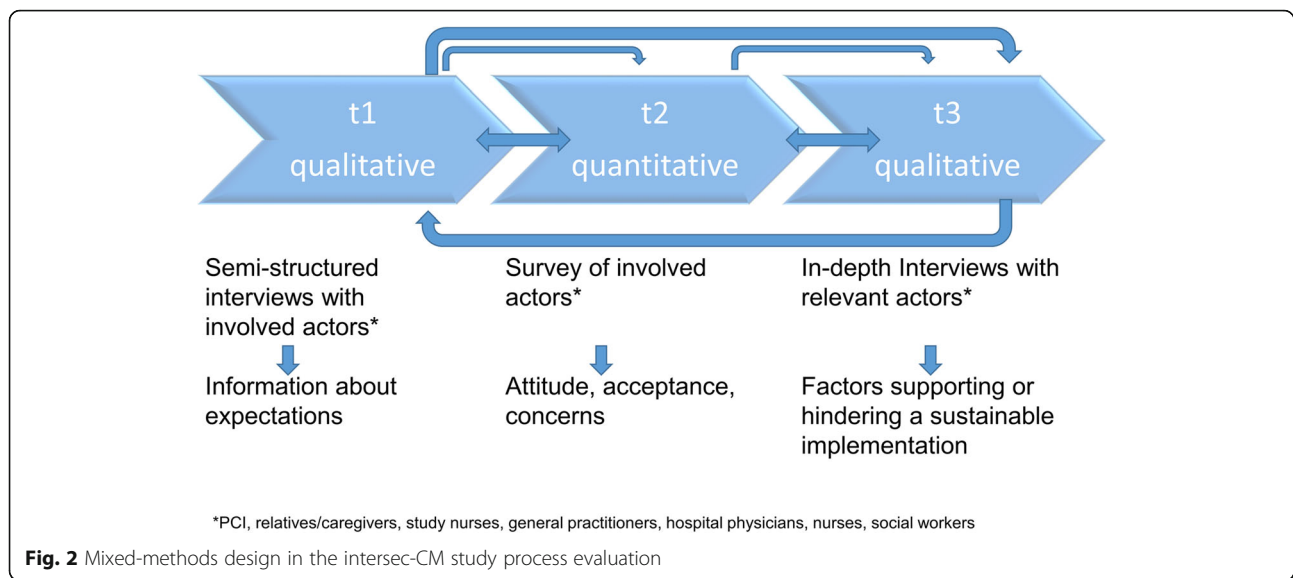 t1
qualitative
t2
quantitative
t3
qualitative
Semi-structured
interviews with
involved actors*
Information about
expectations
Survey of involved
actors*
Attitude, acceptance,
concerns
In-depth Interviews with
relevant actors*
Factors supporting or
hindering a sustainable
implementation
*PCI, relatives/caregivers, study nurses, general practitioners, hospital physicians, nurses, social workers
Fig. 2 Mixed-methods design in the intersec-CM study process evaluation